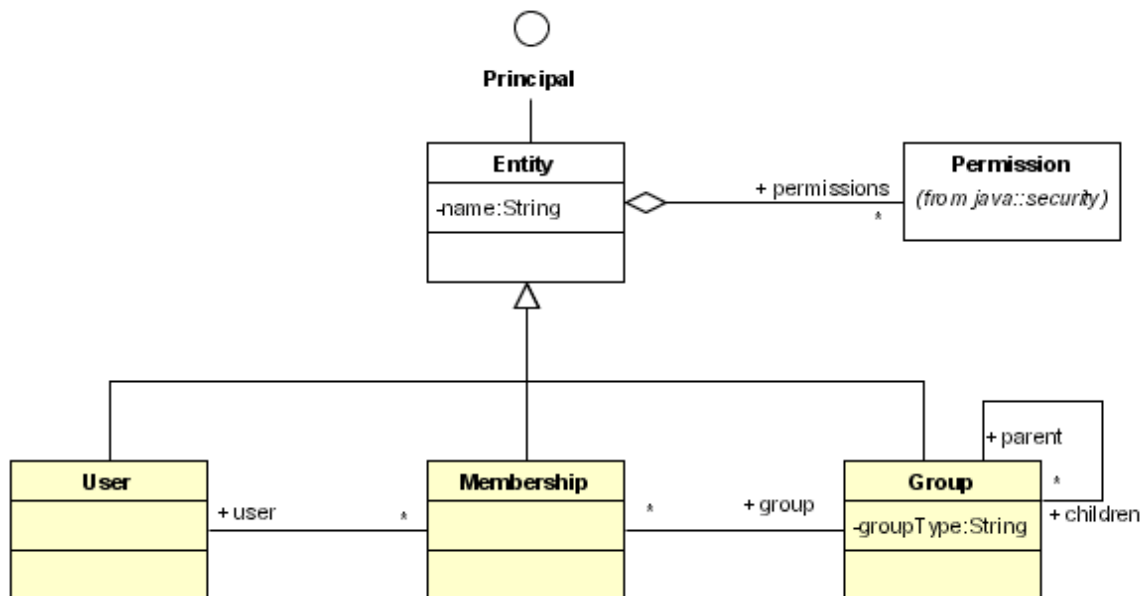 Principal
Entity
-name:String
+ permissions
*
Permission
(from java::security)
User
+ user
*
Membership
*
+ group
Group
-groupType:String
+ parent
*
+ children